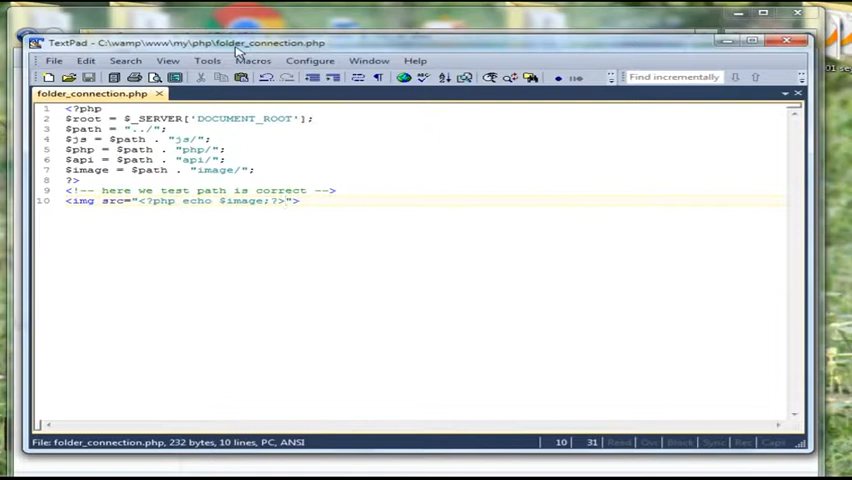 TextPad - C:\wamp\www\my\php\folder_connection.php
File Edit Search View Tools Macros Configure Window Help
Find incrementally
folder_connection.php
1 <?php
2 $root = $_SERVER['DOCUMENT_ROOT'];
3 $path = "../";
4 $js = $path . "js/";
5 $php = $path . "php/";
6 $api = $path . "api/";
7 $image = $path . "image/";
8 ?>
9 <!-- here we test path is correct -->
10 <img src="<?php echo $image;?>">
File: folder_connection.php, 232 bytes, 10 lines, PC, ANSI 10 31 Read Ovr Block Sync Rec Caps